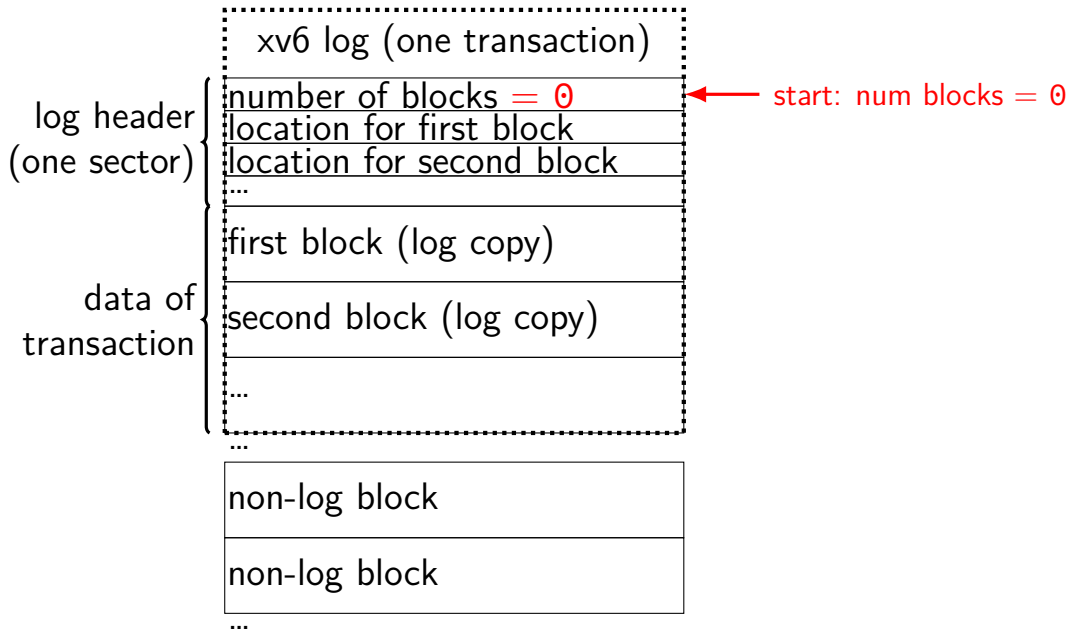 xv6 log (one transaction)
log header
(one sector)
number of blocks = 0
start: num blocks = 0
location for first block
location for second block
...
data of
transaction
first block (log copy)
second block (log copy)
...
...
non-log block
non-log block
...